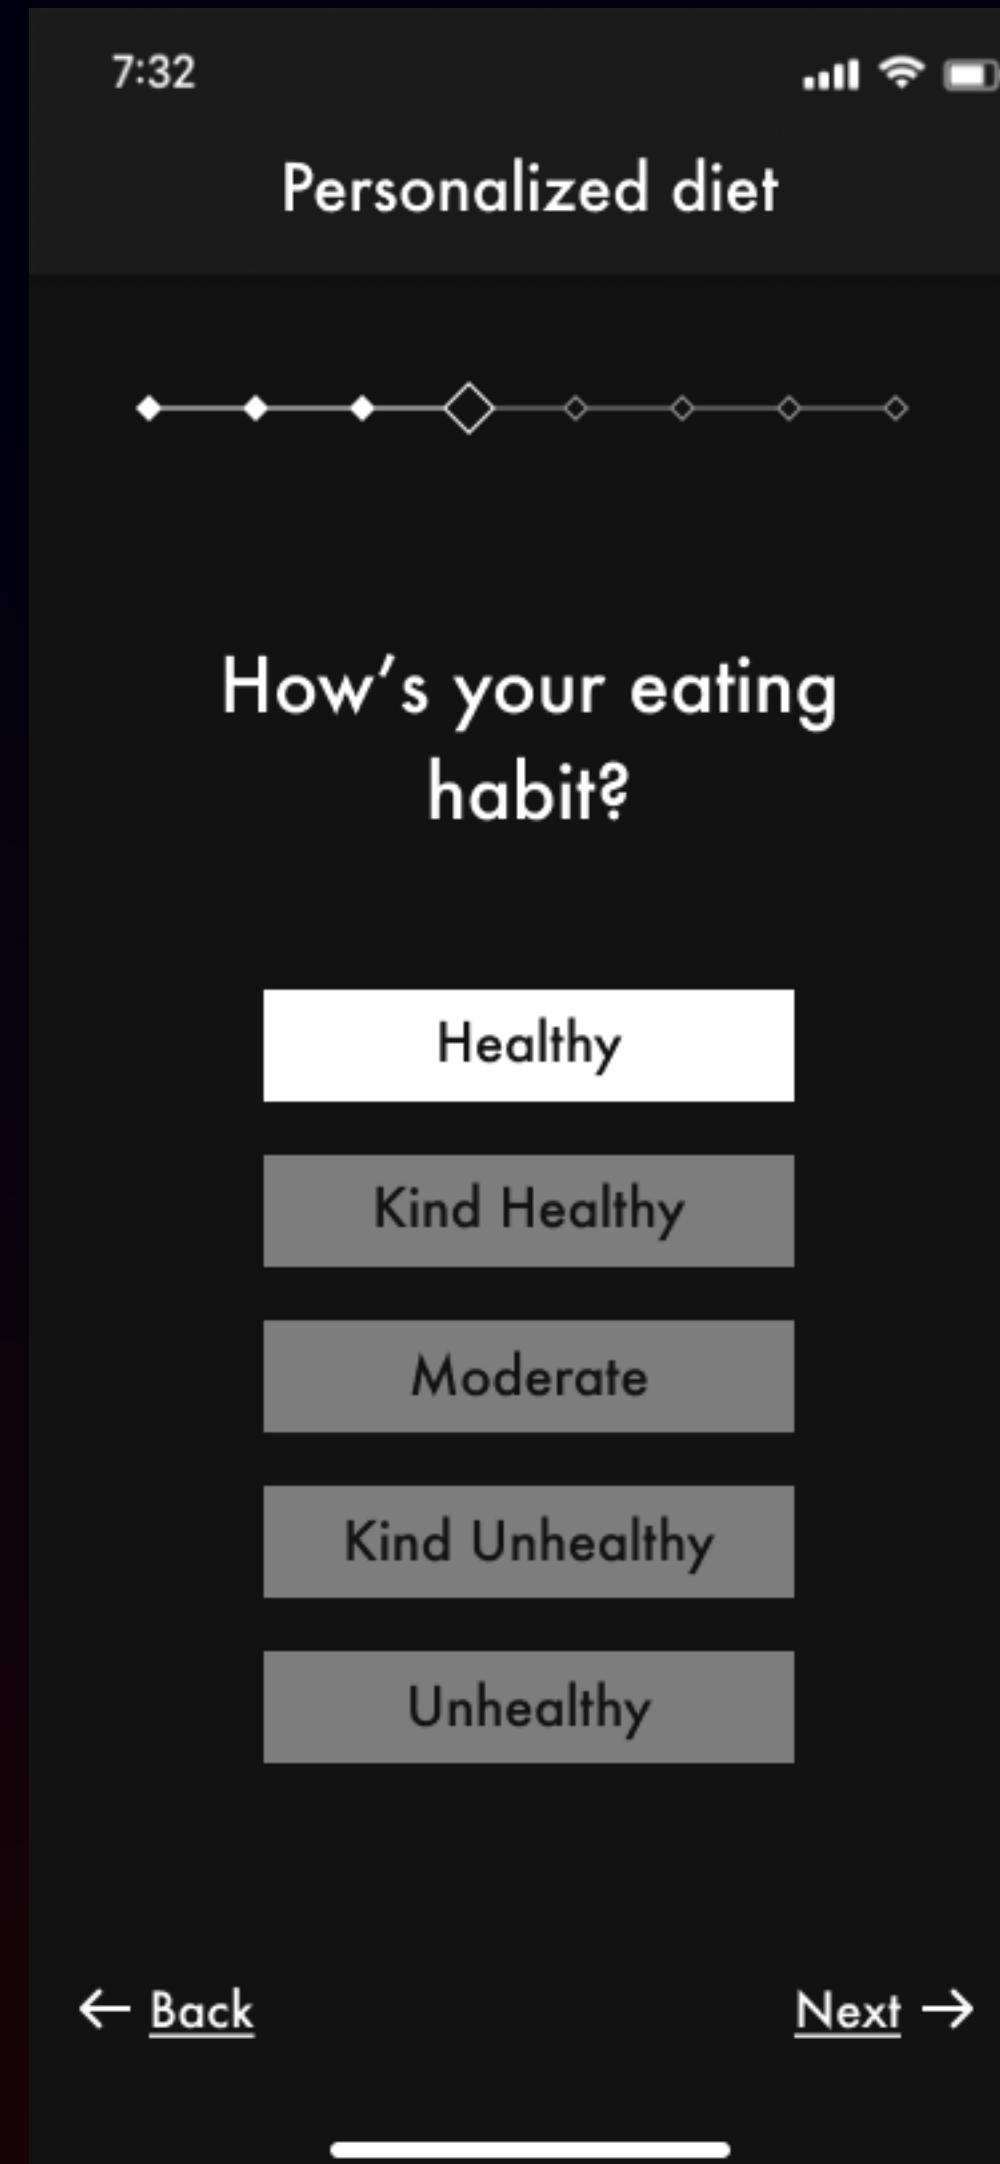 7:32
Personalized diet
How’s your eating
habit?
Healthy
Kind Healthy
Moderate
Kind Unhealthy
Unhealthy
Back
Next